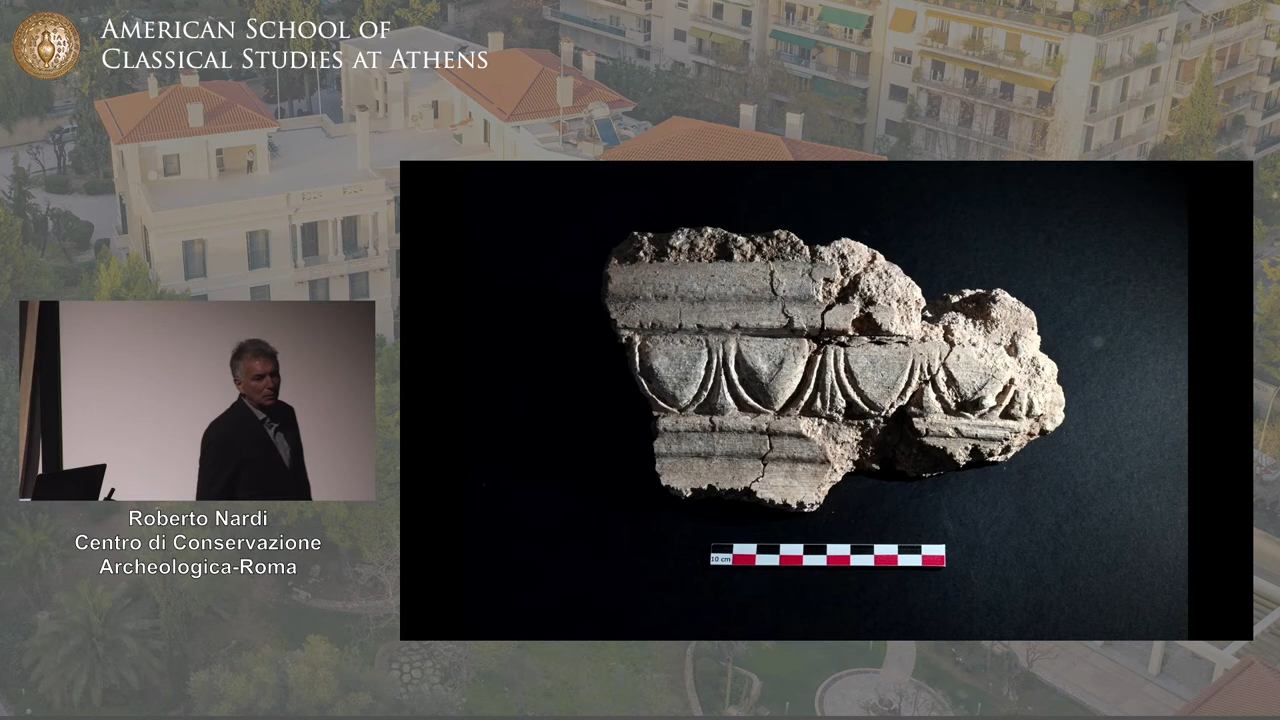 AMERICAN SCHOOL OF
CLASSICAL STUDIES AT ATHENS
Roberto Nardi
Centro di Conservazione
Archeologica-Roma
10 cm